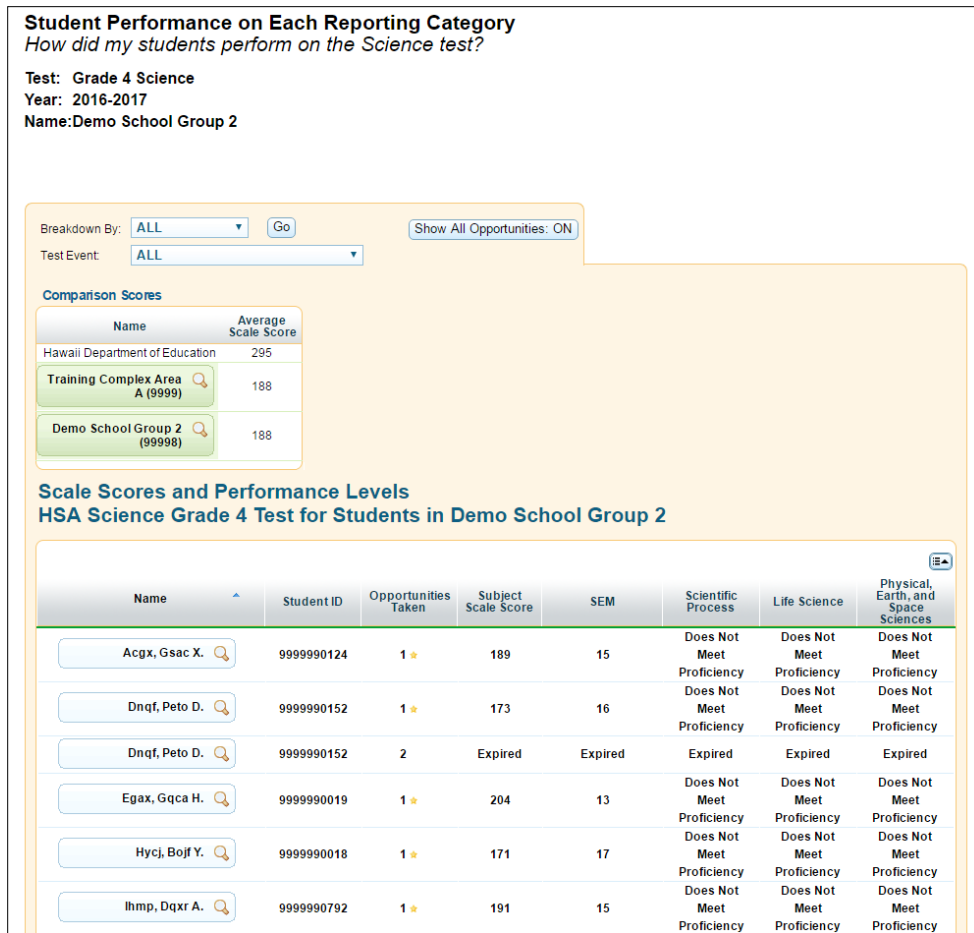 Student Performance on Each Reporting Category
How did my students perform on the Science test?
Test: Grade 4 Science
Year: 2016-2017
Name:Demo School Group 2
Breakdown By: ALL Go Show All Opportunities: ON
Test Event: ALL
Comparison Scores
Name Average Scale Score
Hawaii Department of Education 295
Training Complex Area A (9999) 188
Demo School Group 2 (99998) 188
Scale Scores and Performance Levels
HSA Science Grade 4 Test for Students in Demo School Group 2
Name Student ID Opportunities Taken Subject Scale Score SEM Scientific Process Life Science Physical, Earth, and Space Sciences
Acgx, Gsac X. 9999990124 1 189 15 Does Not Meet Proficiency Does Not Meet Proficiency Does Not Meet Proficiency
Dnqf, Peto D. 9999990152 1 173 16 Does Not Meet Proficiency Does Not Meet Proficiency Does Not Meet Proficiency
Dnqf, Peto D. 9999990152 2 Expired Expired Expired Expired Expired
Egax, Gqca H. 9999990019 1 204 13 Does Not Meet Proficiency Does Not Meet Proficiency Does Not Meet Proficiency
Hycj, Bojf Y. 9999990018 1 171 17 Does Not Meet Proficiency Does Not Meet Proficiency Does Not Meet Proficiency
Ihmp, Dqxr A. 9999990792 1 191 15 Does Not Meet Proficiency Does Not Meet Proficiency Does Not Meet Proficiency